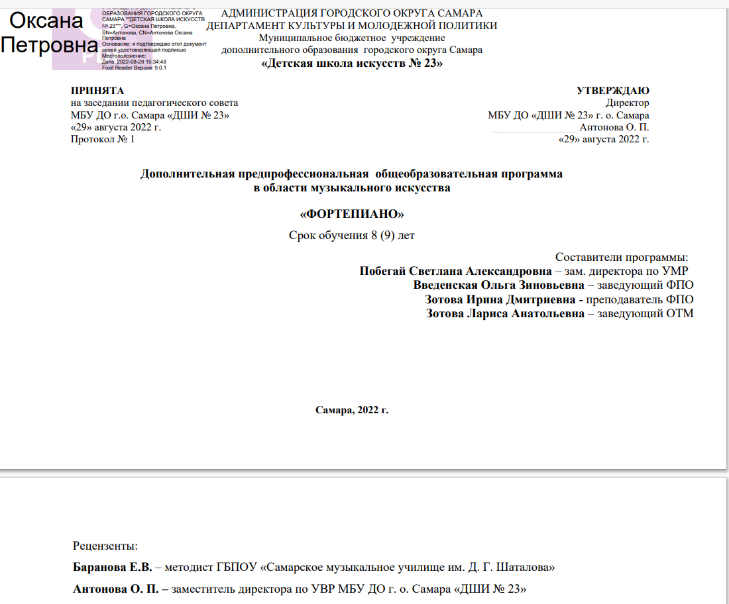 Оксана
Петровна
ОБРАЗОВАНИЯ ГОРОДСКОГО ОКРУГА
САМАРА "ДЕТСКАЯ ШКОЛА ИСКУССТВ
№ 23"", G=Оксана Петровна,
SN=Антонова, CN=Антонова Оксана
Петровна
Основание: я подтверждаю этот документ
своей удостоверяющей подписью
Местоположение:
Дата: 2022-08-29 15:34:48
Foxit Reader Версия: 9.0.1
АДМИНИСТРАЦИЯ ГОРОДСКОГО ОКРУГА САМАРА
ДЕПАРТАМЕНТ КУЛЬТУРЫ И МОЛОДЕЖНОЙ ПОЛИТИКИ
Муниципальное бюджетное учреждение
дополнительного образования городского округа Самара
«Детская школа искусств № 23»
ПРИНЯТА
на заседании педагогического совета
МБУ ДО г.о. Самара «ДШИ № 23»
«29» августа 2022 г.
Протокол № 1
УТВЕРЖДАЮ
Директор
МБУ ДО «ДШИ № 23» г. о. Самара
Антонова О. П.
«29» августа 2022 г.
Дополнительная предпрофессиональная общеобразовательная программа
в области музыкального искусства
«ФОРТЕПИАНО»
Срок обучения 8 (9) лет
Составители программы:
Побегай Светлана Александровна – зам. директора по УМР
Введенская Ольга Зиновьевна – заведующий ФПО
Зотова Ирина Дмитриевна - преподаватель ФПО
Зотова Лариса Анатольевна – заведующий ОТМ
Самара, 2022 г.
Рецензенты:
Баранова Е.В. – методист ГБПОУ «Самарское музыкальное училище им. Д. Г. Шаталова»
Антонова О. П. – заместитель директора по УВР МБУ ДО г. о. Самара «ДШИ № 23»